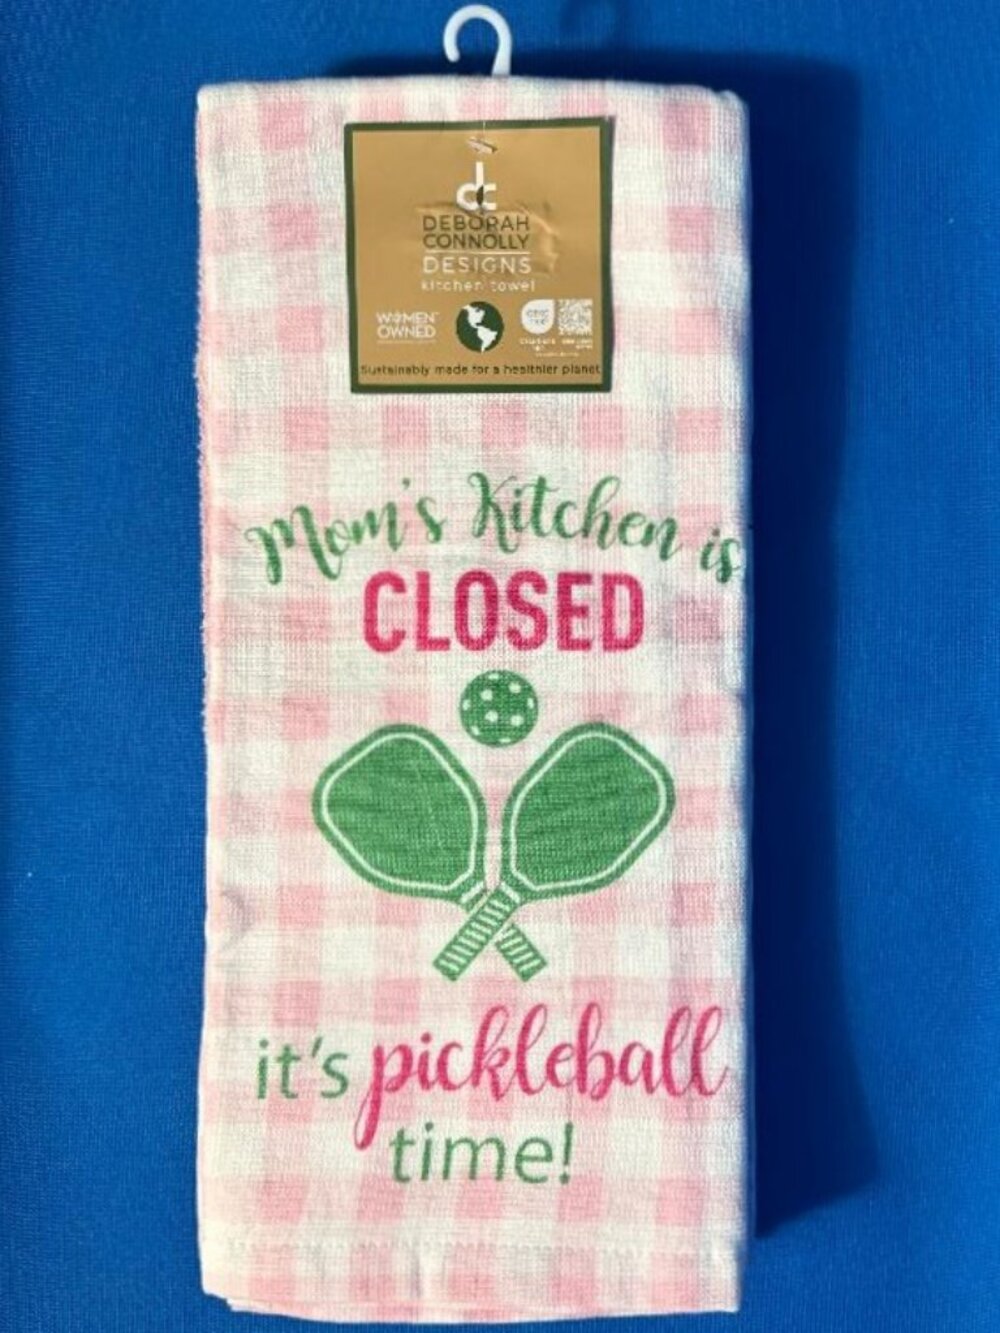 dc
DEBORAH
CONNOLLY
DESIGNS
kitchen towel
WOMEN
OWNED
Sustainably made for a healthier planet
Mom's Kitchen is
CLOSED
it's pickleball
time!